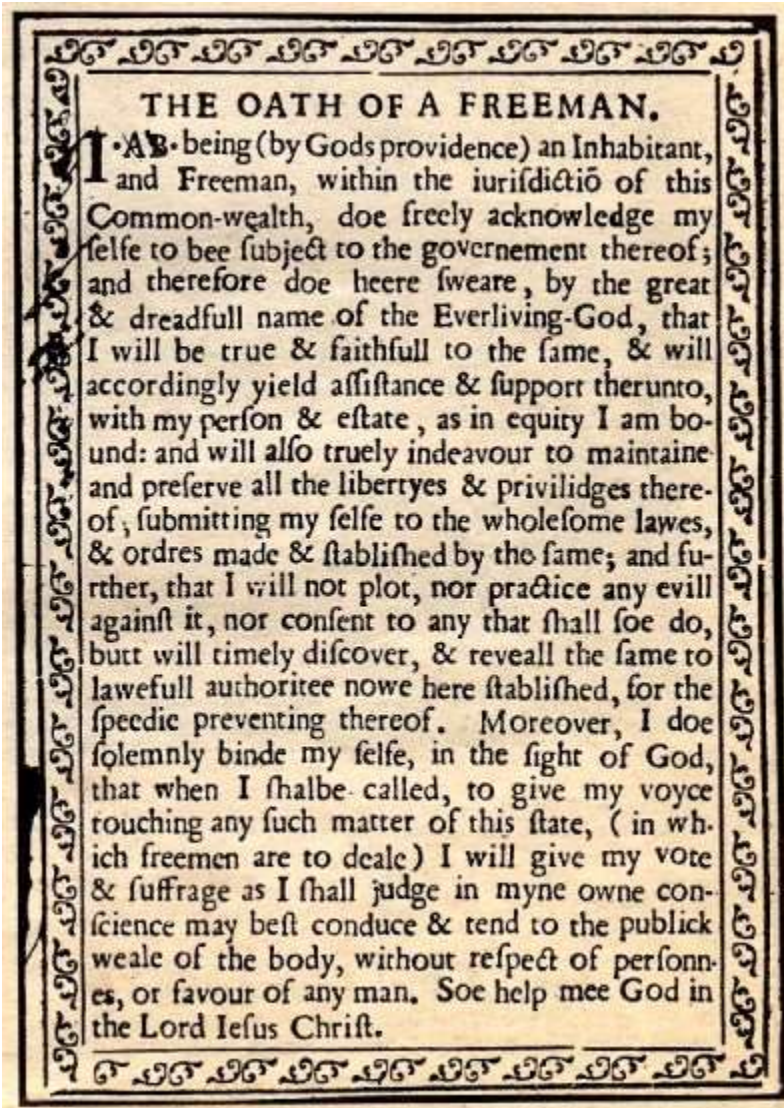 THE OATH OF A FREEMAN.
I·AB· being (by Gods providence) an Inhabitant,
and Freeman, within the iuriſdictiō of this
Common-wealth, doe freely acknowledge my
ſelfe to bee ſubject to the governement thereof;
and therefore doe heere ſweare, by the great
& dreadfull name of the Everliving-God, that
I will be true & faithfull to the ſame, & will
accordingly yield aſſiſtance & ſupport therunto,
with my perſon & eſtate, as in equity I am bo-
und: and will alſo truely indeavour to maintaine
and preſerve all the libertyes & privilidges there-
of, ſubmitting my ſelfe to the wholeſome lawes,
& ordres made & ſtabliſhed by the ſame; and fu-
rther, that I will not plot, nor practice any evill
againſt it, nor conſent to any that ſhall ſoe do,
butt will timely diſcover, & reveall the ſame to
lawefull authoritee nowe here ſtabliſhed, for the
ſpeedie preventing thereof. Moreover, I doe
ſolemnly binde my ſelfe, in the ſight of God,
that when I ſhalbe called, to give my voyce
touching any ſuch matter of this ſtate, ( in wh-
ich freemen are to deale ) I will give my vote
& ſuffrage as I ſhall judge in myne owne con-
ſcience may beſt conduce & tend to the publick
weale of the body, without reſpect of perſonn-
es, or favour of any man. Soe help mee God in
the Lord Ieſus Chriſt.